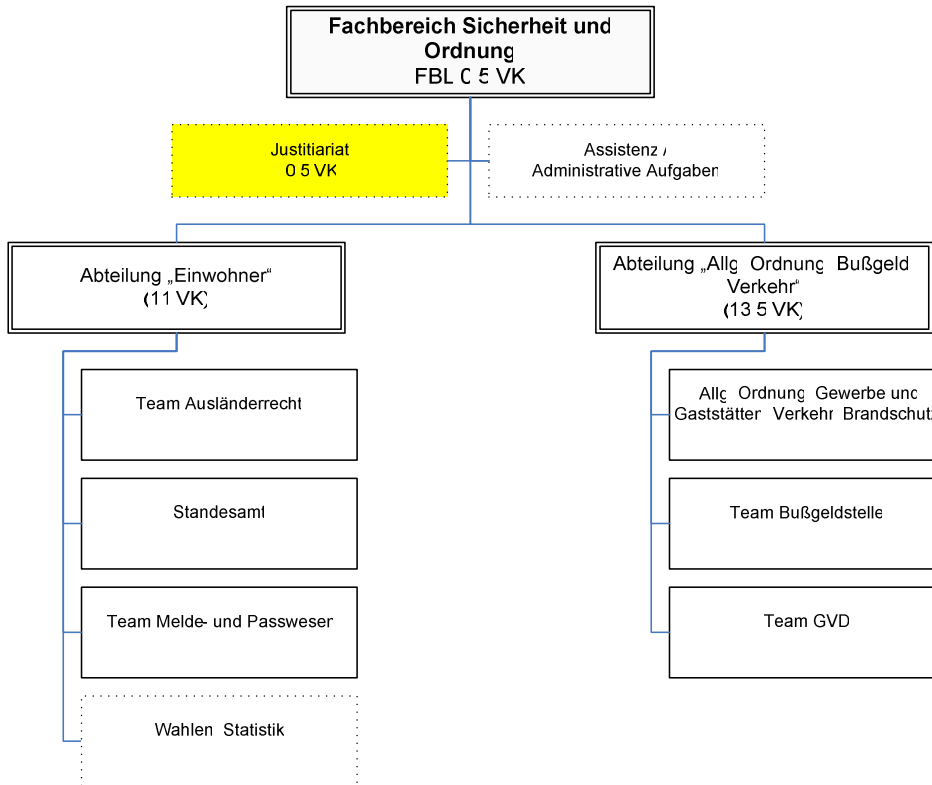 Fachbereich Sicherheit und
Ordnung
FBL 0 5 VK
Justitiariat
0 5 VK
Assistenz /
Administrative Aufgaben
Abteilung „Einwohner“
(11 VK)
Abteilung „Allg Ordnung Bußgeld
Verkehr“
(13 5 VK)
Team Ausländerrecht
Standesamt
Team Melde- und Passwesen
Wahlen Statistik
Allg Ordnung Gewerbe und
Gaststätten Verkehr Brandschutz
Team Bußgeldstelle
Team GVD